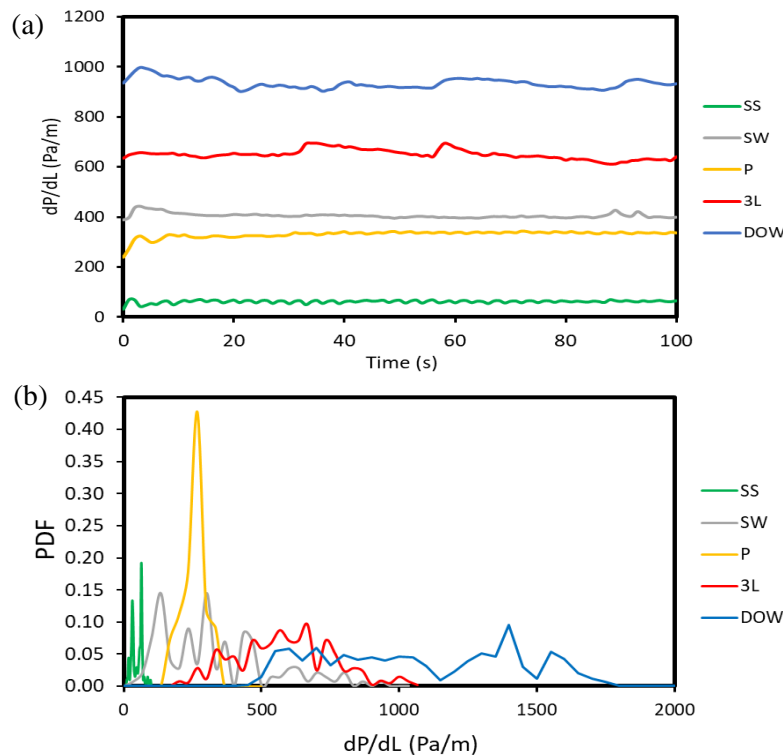 (a)
1200
1000
800
600
400
200
0
dP/dL (Pa/m)
0 20 40 60 80 100
Time (s)
SS
SW
P
3L
DOW
(b)
0.45
0.40
0.35
0.30
0.25
0.20
0.15
0.10
0.05
0.00
PDF
0 500 1000 1500 2000
dP/dL (Pa/m)
SS
SW
P
3L
DOW